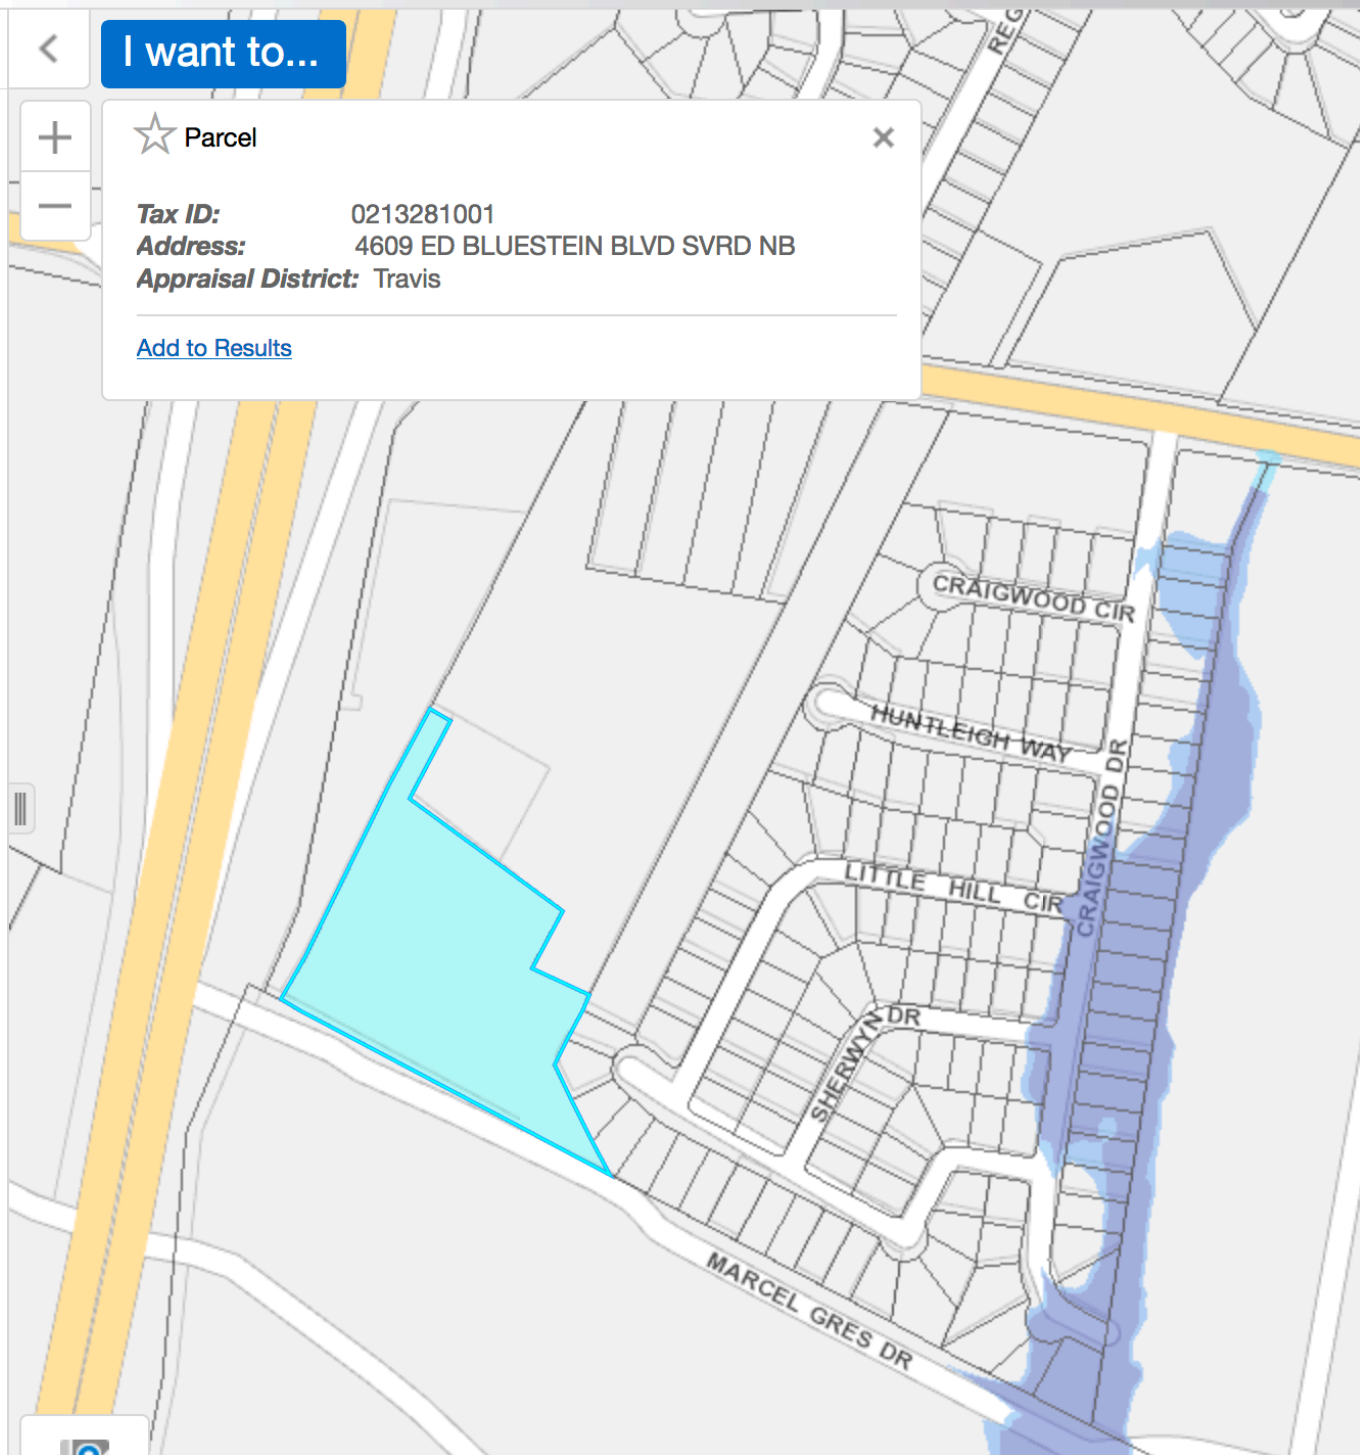 I want to...
REG
Parcel
Tax ID: 0213281001
Address: 4609 ED BLUESTEIN BLVD SVRD NB
Appraisal District: Travis
Add to Results
CRAIGWOOD CIR
HUNTLEIGH WAY
CRAIGWOOD DR
LITTLE HILL CIR
SHERWYN DR
MARCEL GRES DR